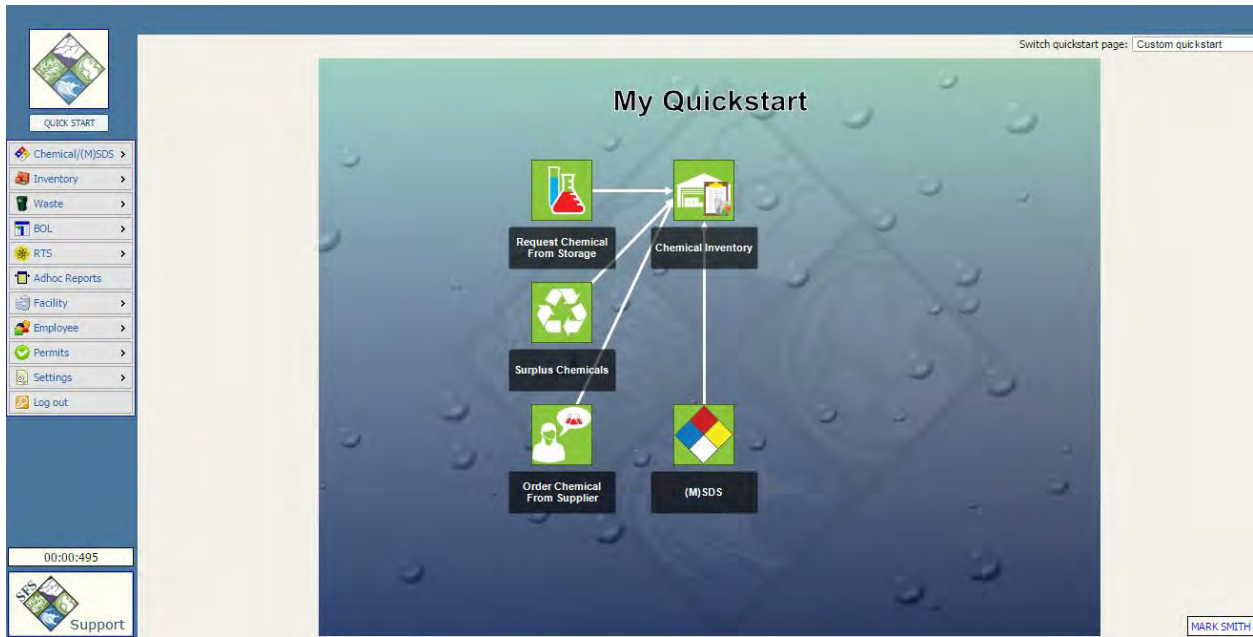 Switch quickstart page: Custom quickstart
QUICK START
Chemical/(M)SDS
Inventory
Waste
BOL
RTS
Adhoc Reports
Facility
Employee
Permits
Settings
Log out
00:00:495
SFS
Support
My Quickstart
Request Chemical
From Storage
Chemical Inventory
Surplus Chemicals
Order Chemical
From Supplier
(M)SDS
MARK SMITH